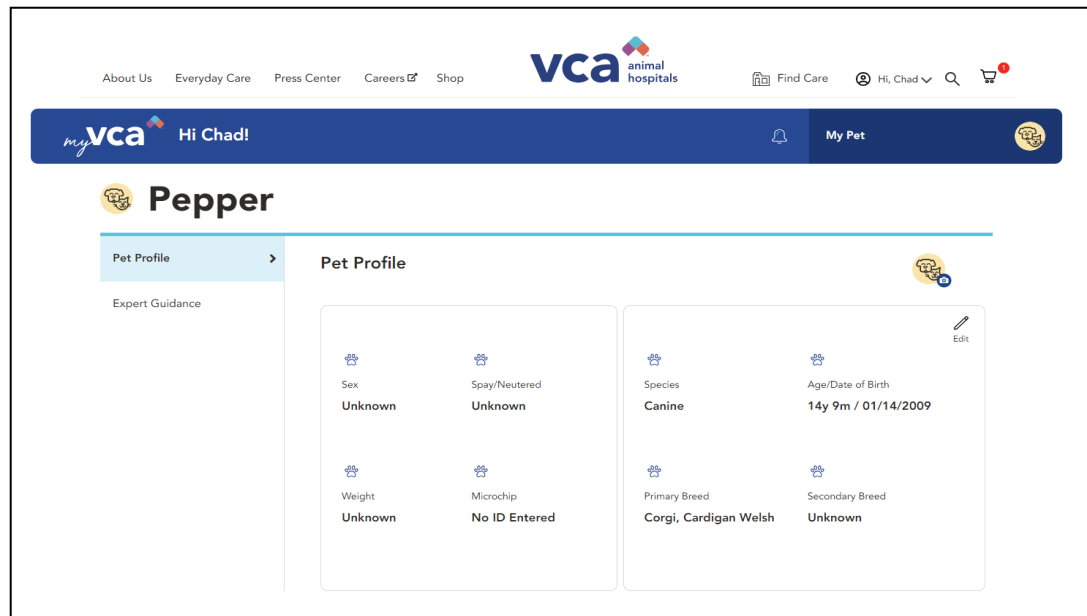 About Us Everyday Care Press Center Careers Shop
vca animal hospitals
Find Care Hi, Chad 1
myvca Hi Chad! My Pet
Pepper
Pet Profile
Expert Guidance
Pet Profile
Edit
Sex Spay/Neutered
Unknown Unknown
Weight Microchip
Unknown No ID Entered
Species Age/Date of Birth
Canine 14y 9m / 01/14/2009
Primary Breed Secondary Breed
Corgi, Cardigan Welsh Unknown